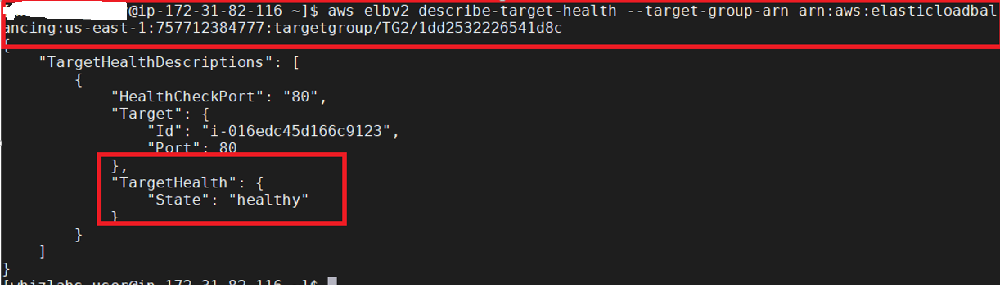 @ip-172-31-82-116 ~]$ aws elbv2 describe-target-health --target-group-arn arn:aws:elasticloadbal
ancing:us-east-1:757712384777:targetgroup/TG2/1dd2532226541d8c
{
    "TargetHealthDescriptions": [
        {
            "HealthCheckPort": "80",
            "Target": {
                "Id": "i-016edc45d166c9123",
                "Port": 80
            },
            "TargetHealth": {
                "State": "healthy"
            }
        }
    ]
}
[whizlabs_user@ip-172-31-82-116 ~]$